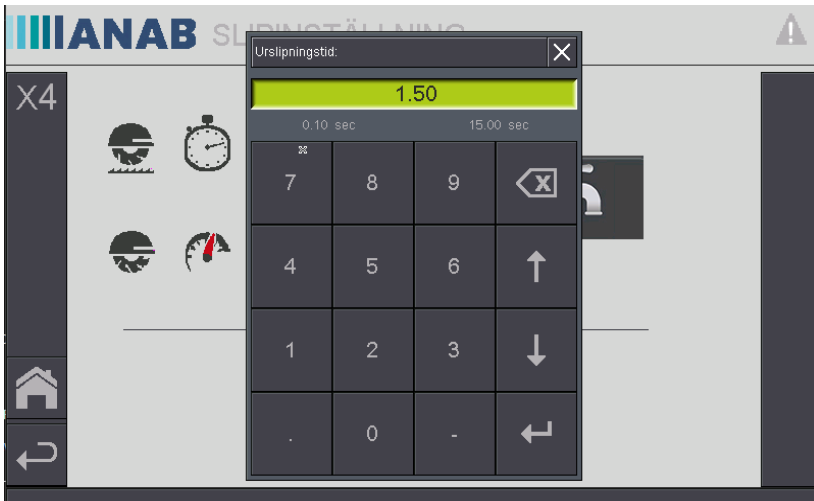 ANAB SLIPINSTÄLLNING
Urslipningstid:
X4
1.50
0.10 sec 15.00 sec
7 8 9 X
4 5 6
1 2 3
. 0 -